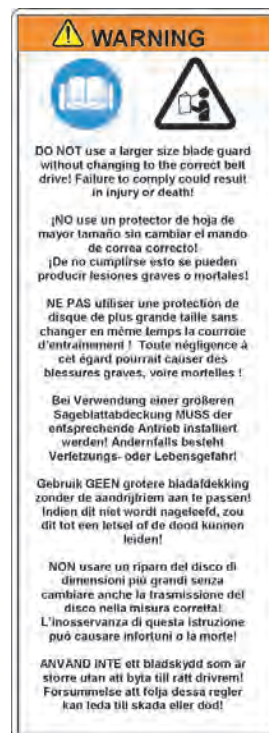 WARNING
DO NOT use a larger size blade guard
without changing to the correct belt
drive! Failure to comply could result
in injury or death!
¡NO use un protector de hoja de
mayor tamaño sin cambiar el mando
de correa correcto!
¡De no cumplirse esto se pueden
producir lesiones graves o mortales!
NE PAS utiliser une protection de
disque de plus grande taille sans
changer en même temps la courroie
d'entraînement ! Toute négligence à
cet égard pourrait causer des
blessures graves, voire mortelles !
Bei Verwendung einer größeren
Sägeblattabdeckung MUSS der
entsprechende Antrieb installiert
werden! Andernfalls besteht
Verletzungs- oder Lebensgefahr!
Gebruik GEEN grotere bladafdekking
zonder de aandrijfriem aan te passen!
Indien dit niet wordt nageleefd, zou
dit tot een letsel of de dood kunnen
leiden!
NON usare un riparo del disco di
dimensioni più grandi senza
cambiare anche la trasmissione del
disco nella misura corretta!
L'inosservanza di questa istruzione
può causare infortuni o la morte!
ANVÄND INTE ett bladskydd som är
större utan att byta till rätt drivrem!
Försummelse att följa dessa regler
kan leda till skada eller död!